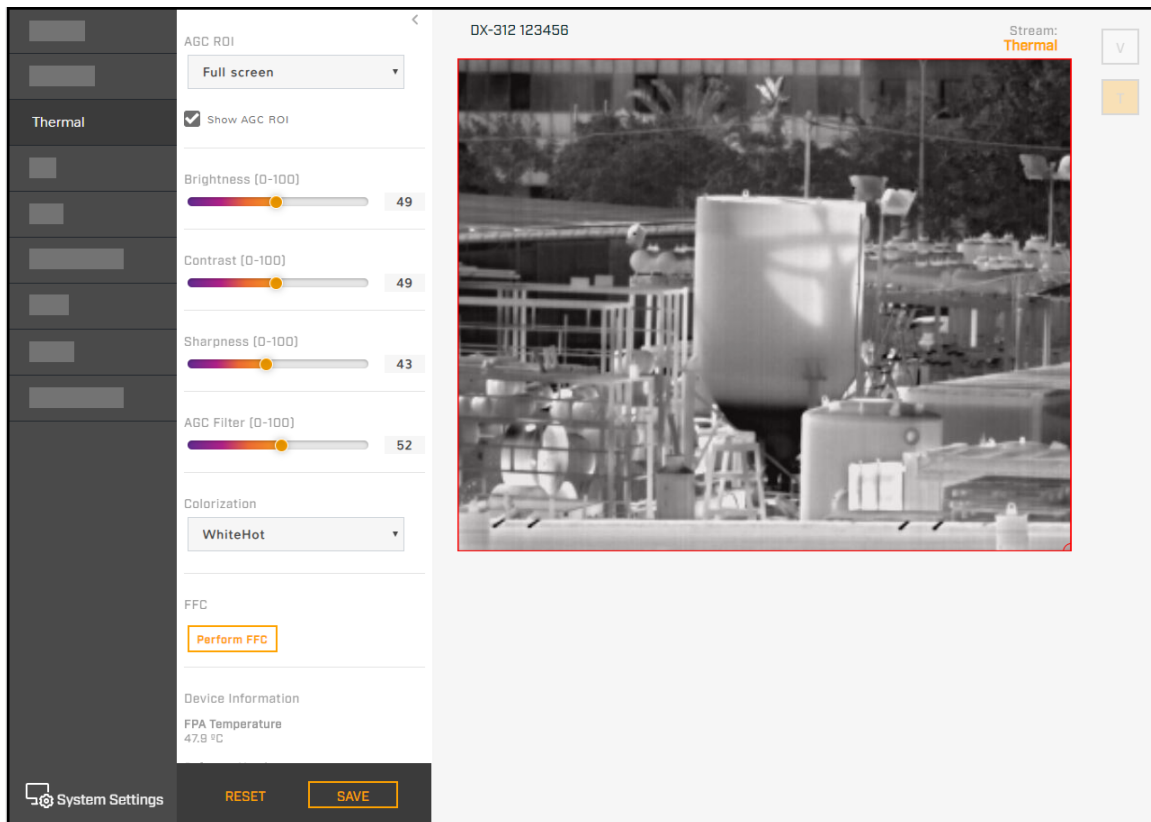 Thermal
System Settings
AGC ROI
Full screen
Show AGC ROI
Brightness (0-100)
49
Contrast (0-100)
49
Sharpness (0-100)
43
AGC Filter (0-100)
52
Colorization
WhiteHot
FFC
Perform FFC
Device Information
FPA Temperature
47.9 ºC
RESET
SAVE
DX-312 123456
Stream:
Thermal
V
T